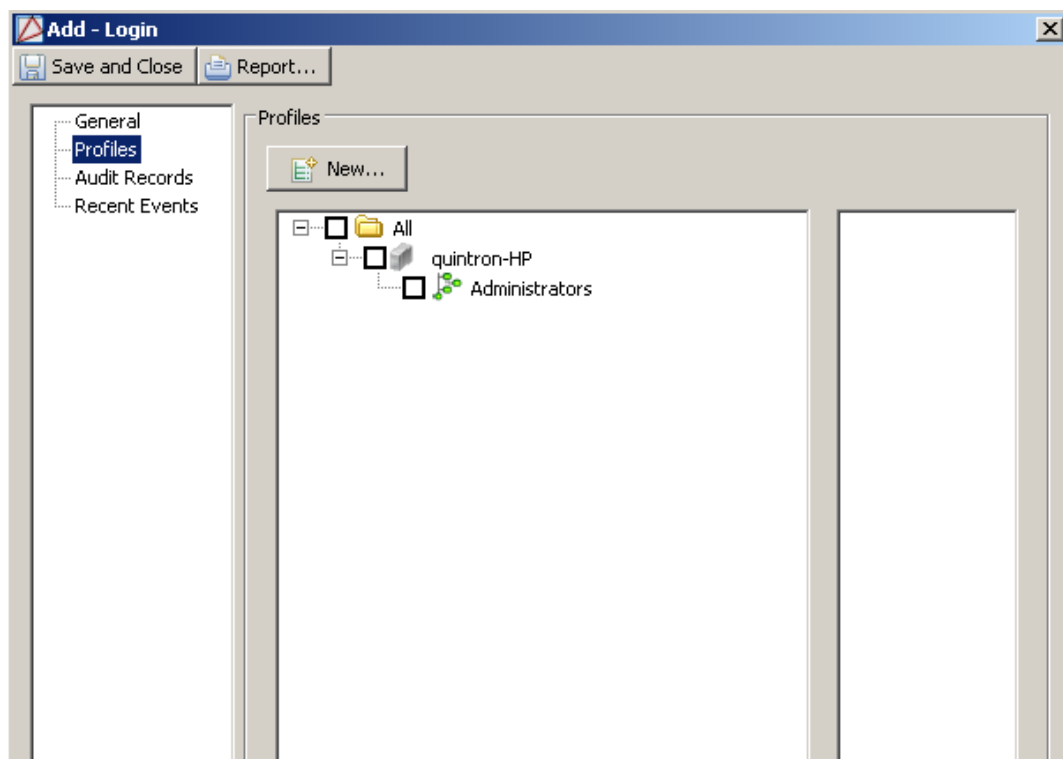 Add - Login
Save and Close Report...
General
Profiles
Audit Records
Recent Events
Profiles
New...
All
quintron-HP
Administrators